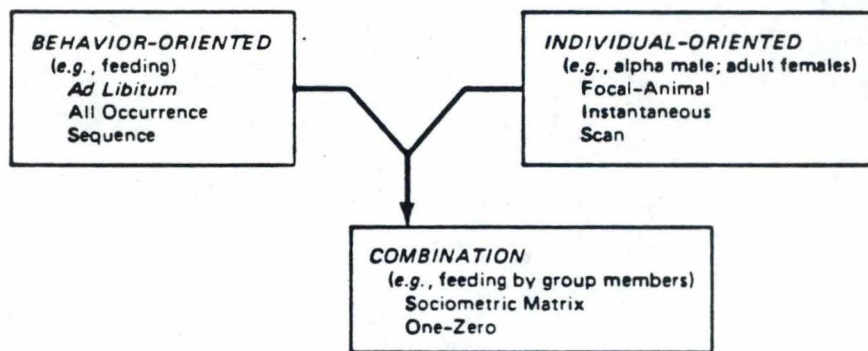 BEHAVIOR-ORIENTED
(e.g., feeding)
Ad Libitum
All Occurrence
Sequence
INDIVIDUAL-ORIENTED
(e.g., alpha male; adult females)
Focal-Animal
Instantaneous
Scan
COMBINATION
(e.g., feeding by group members)
Sociometric Matrix
One-Zero